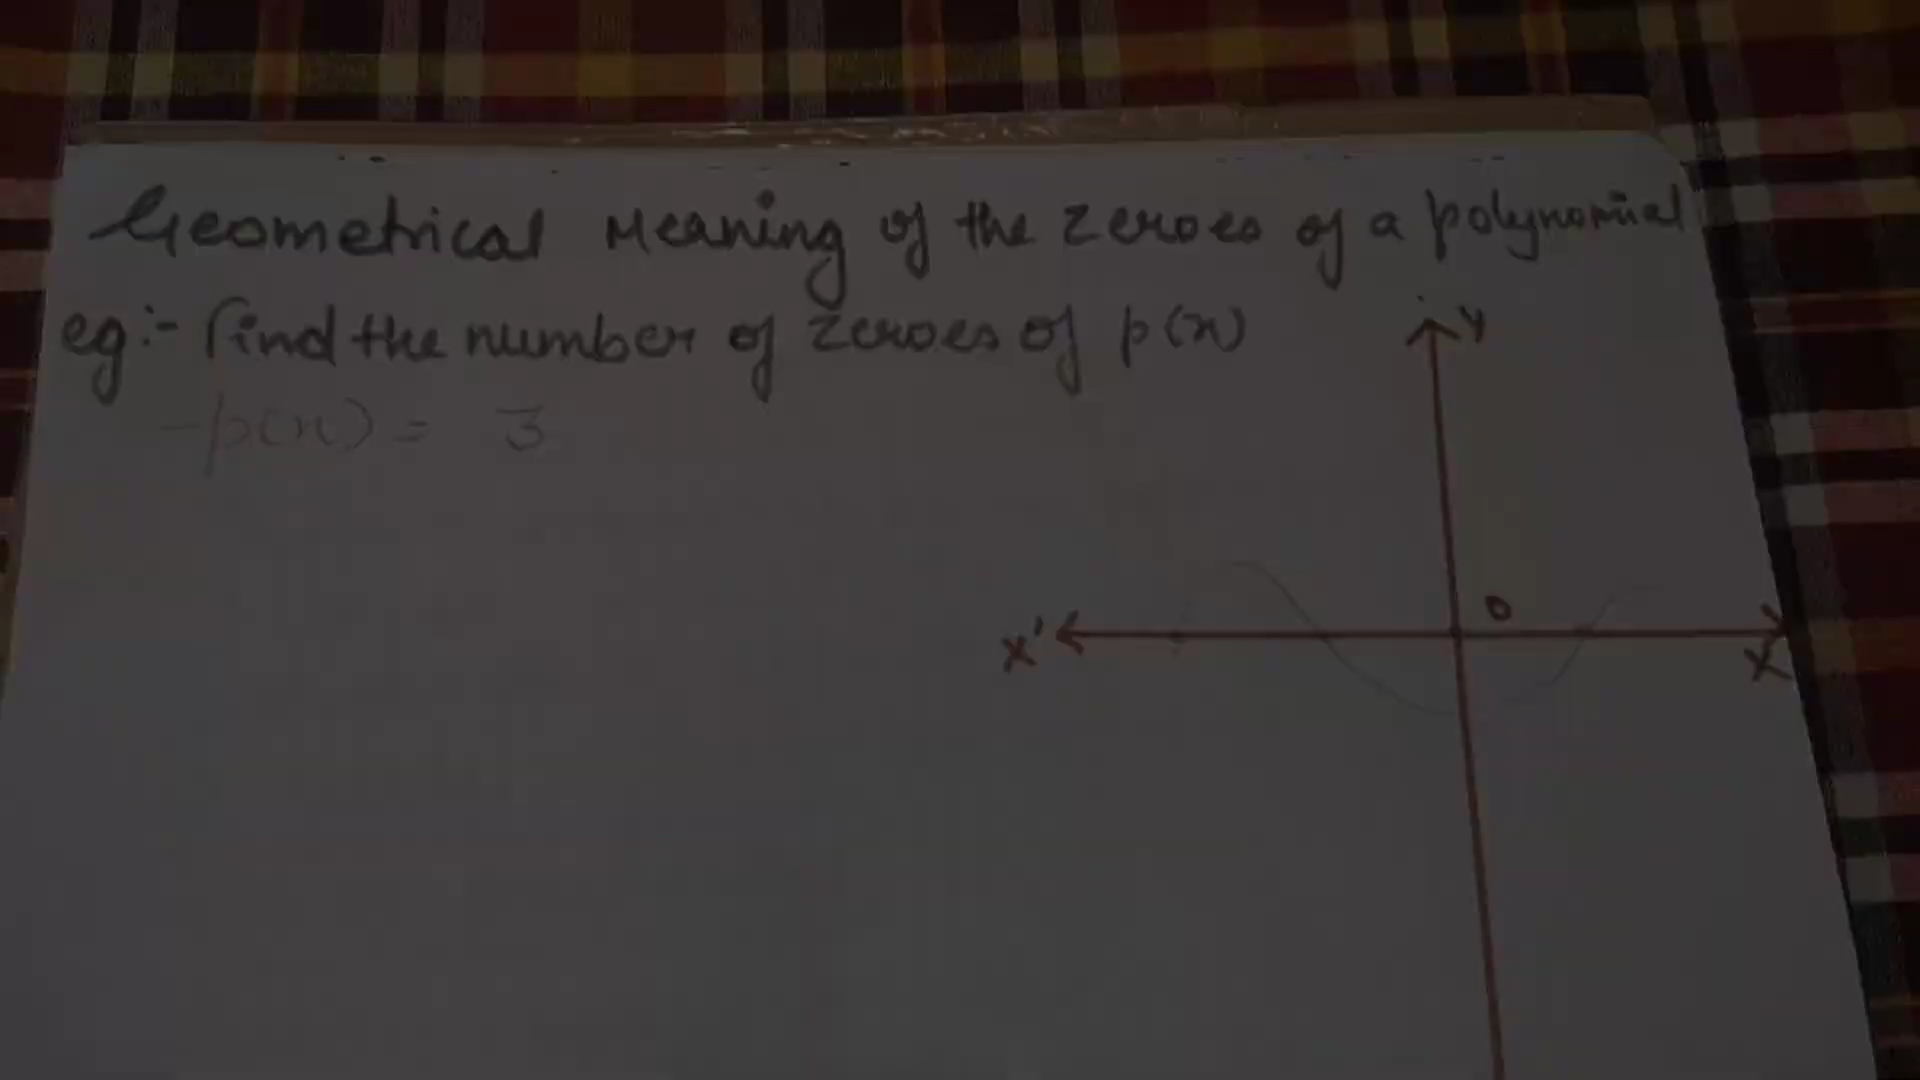 Geometrical Meaning of the zeroes of a polynomial
eg:- Find the number of zeroes of p(x)
p(x) = 3
Y
O
X'
X